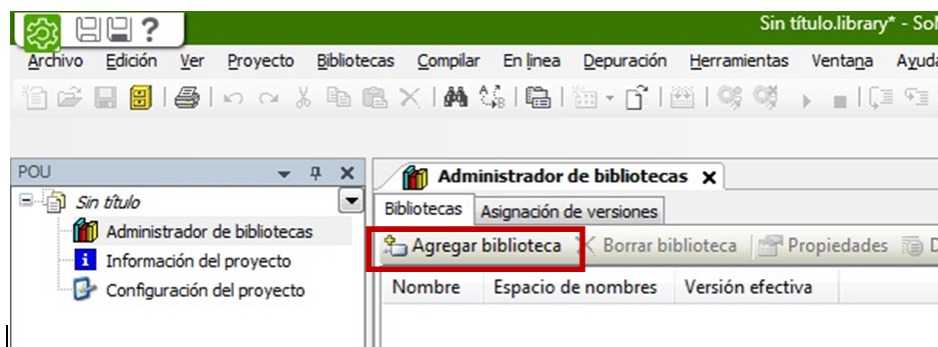 Sin título.library* - SoM
Archivo Edición Ver Proyecto Bibliotecas Compilar En línea Depuración Herramientas Ventana Ayuda
POU
Administrador de bibliotecas
Sin título
Bibliotecas Asignación de versiones
Administrador de bibliotecas
Agregar biblioteca Borrar biblioteca Propiedades D
Información del proyecto
Configuración del proyecto
Nombre Espacio de nombres Versión efectiva